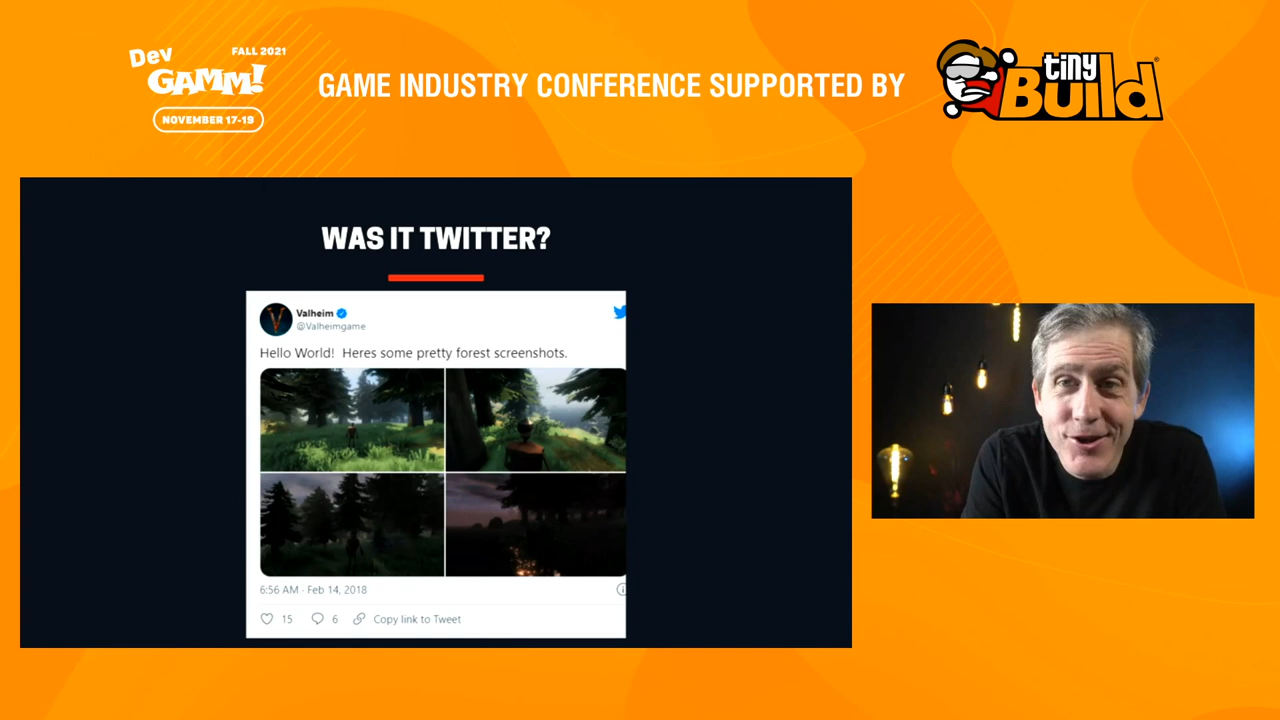 Dev
GAMM!
FALL 2021
NOVEMBER 17-19
GAME INDUSTRY CONFERENCE SUPPORTED BY
tiny
Build
WAS IT TWITTER?
Valheim
@Valheimgame
Hello World! Heres some pretty forest screenshots.
6:56 AM · Feb 14, 2018
15 6 Copy link to Tweet